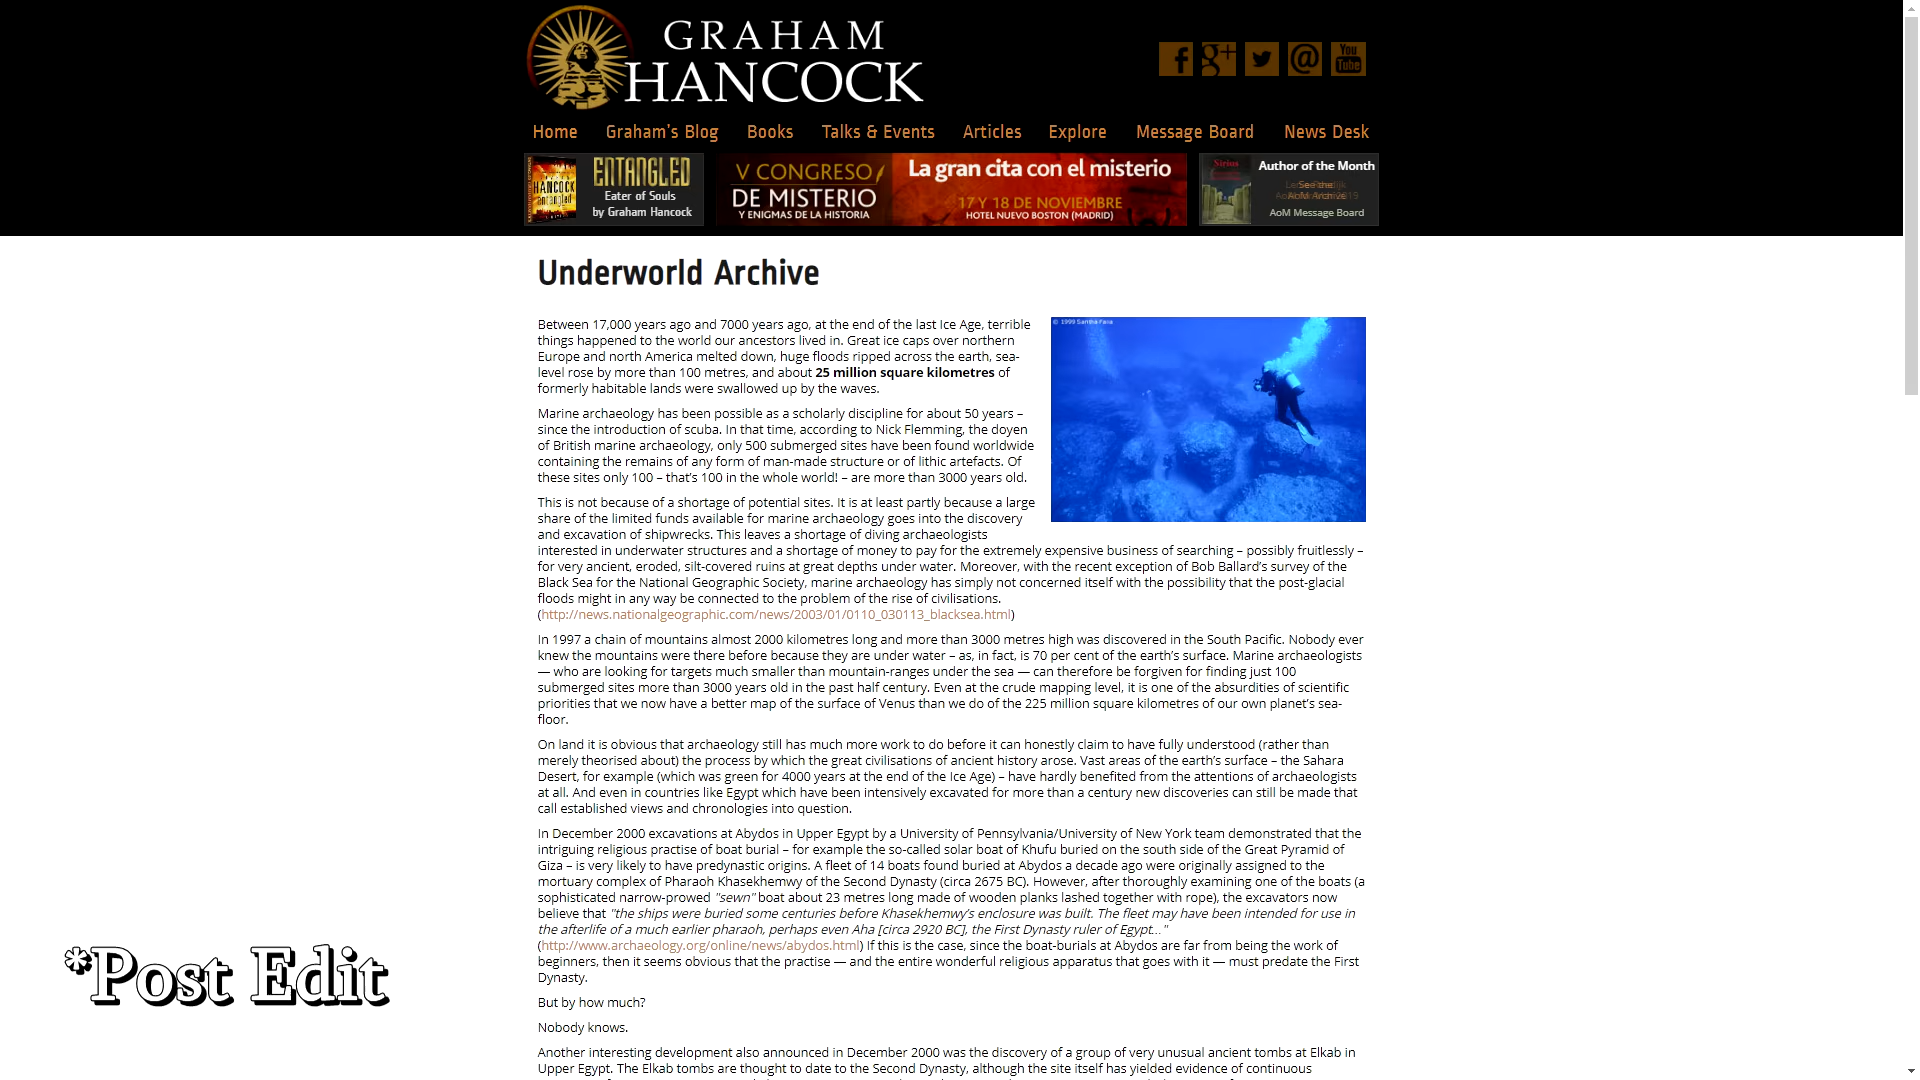 GRAHAM
HANCOCK
You
Tube
Home Graham's Blog Books Talks & Events Articles Explore Message Board News Desk
HANCOCK
entangled
ENTANGLED
Eater of Souls
by Graham Hancock
V CONGRESO
DE MISTERIO
Y ENIGMAS DE LA HISTORIA
La gran cita con el misterio
17 Y 18 DE NOVIEMBRE
HOTEL NUEVO BOSTON (MADRID)
Sirius
Author of the Month
See the
AoM Archive
AoM Message Board
Underworld Archive
© 1999 Santha Faiia
Between 17,000 years ago and 7000 years ago, at the end of the last Ice Age, terrible
things happened to the world our ancestors lived in. Great ice caps over northern
Europe and north America melted down, huge floods ripped across the earth, sea-
level rose by more than 100 metres, and about 25 million square kilometres of
formerly habitable lands were swallowed up by the waves.
Marine archaeology has been possible as a scholarly discipline for about 50 years –
since the introduction of scuba. In that time, according to Nick Flemming, the doyen
of British marine archaeology, only 500 submerged sites have been found worldwide
containing the remains of any form of man-made structure or of lithic artefacts. Of
these sites only 100 – that's 100 in the whole world! – are more than 3000 years old.
This is not because of a shortage of potential sites. It is at least partly because a large
share of the limited funds available for marine archaeology goes into the discovery
and excavation of shipwrecks. This leaves a shortage of diving archaeologists
interested in underwater structures and a shortage of money to pay for the extremely expensive business of searching – possibly fruitlessly –
for very ancient, eroded, silt-covered ruins at great depths under water. Moreover, with the recent exception of Bob Ballard's survey of the
Black Sea for the National Geographic Society, marine archaeology has simply not concerned itself with the possibility that the post-glacial
floods might in any way be connected to the problem of the rise of civilisations.
(http://news.nationalgeographic.com/news/2003/01/0110_030113_blacksea.html)
In 1997 a chain of mountains almost 2000 kilometres long and more than 3000 metres high was discovered in the South Pacific. Nobody ever
knew the mountains were there before because they are under water – as, in fact, is 70 per cent of the earth's surface. Marine archaeologists
— who are looking for targets much smaller than mountain-ranges under the sea — can therefore be forgiven for finding just 100
submerged sites more than 3000 years old in the past half century. Even at the crude mapping level, it is one of the absurdities of scientific
priorities that we now have a better map of the surface of Venus than we do of the 225 million square kilometres of our own planet's sea-
floor.
On land it is obvious that archaeology still has much more work to do before it can honestly claim to have fully understood (rather than
merely theorised about) the process by which the great civilisations of ancient history arose. Vast areas of the earth's surface – the Sahara
Desert, for example (which was green for 4000 years at the end of the Ice Age) – have hardly benefited from the attentions of archaeologists
at all. And even in countries like Egypt which have been intensively excavated for more than a century new discoveries can still be made that
call established views and chronologies into question.
In December 2000 excavations at Abydos in Upper Egypt by a University of Pennsylvania/University of New York team demonstrated that the
intriguing religious practise of boat burial – for example the so-called solar boat of Khufu buried on the south side of the Great Pyramid of
Giza – is very likely to have predynastic origins. A fleet of 14 boats found buried at Abydos a decade ago were originally assigned to the
mortuary complex of Pharaoh Khasekhemwy of the Second Dynasty (circa 2675 BC). However, after thoroughly examining one of the boats (a
sophisticated narrow-prowed "sewn" boat about 23 metres long made of wooden planks lashed together with rope), the excavators now
believe that "the ships were buried some centuries before Khasekhemwy's enclosure was built. The fleet may have been intended for use in
the afterlife of a much earlier pharaoh, perhaps even Aha [circa 2920 BC], the First Dynasty ruler of Egypt..."
(http://www.archaeology.org/online/news/abydos.html) If this is the case, since the boat-burials at Abydos are far from being the work of
beginners, then it seems obvious that the practise — and the entire wonderful religious apparatus that goes with it — must predate the First
Dynasty.
But by how much?
Nobody knows.
Another interesting development also announced in December 2000 was the discovery of a group of very unusual ancient tombs at Elkab in
Upper Egypt. The Elkab tombs are thought to date to the Second Dynasty, although the site itself has yielded evidence of continuous
*Post Edit